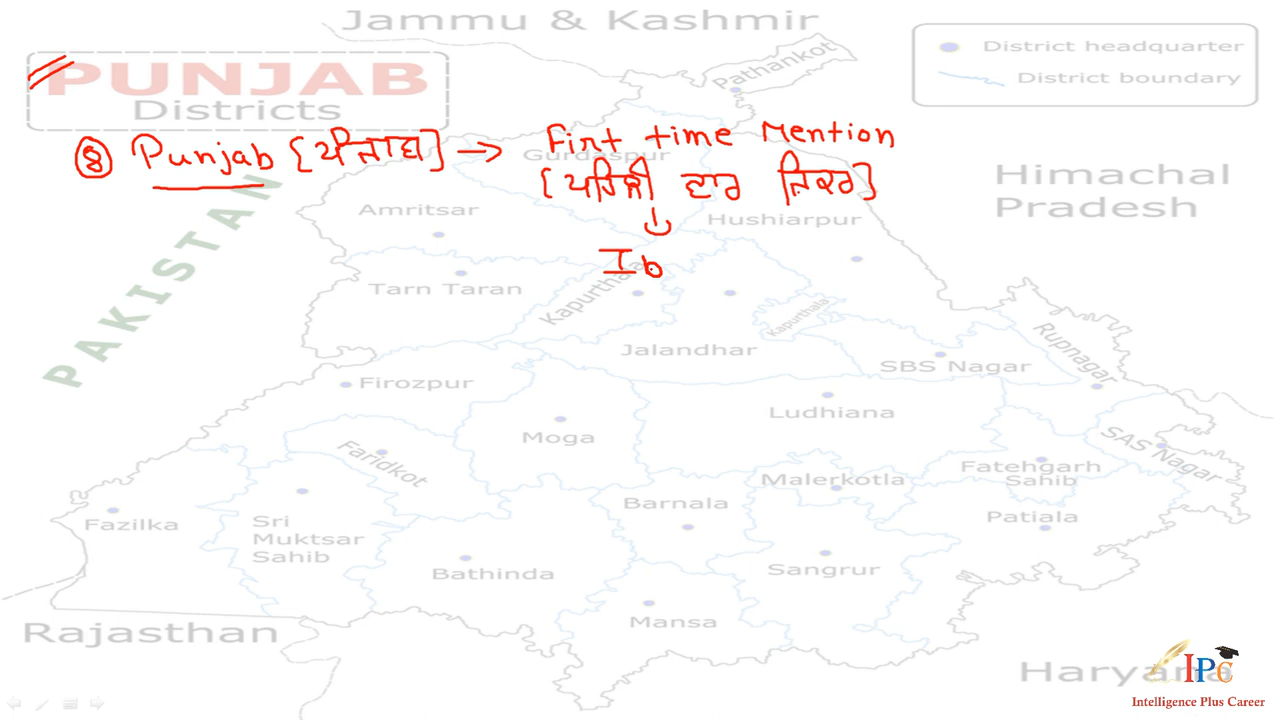 Jammu & Kashmir
PUNJAB
Districts
District headquarter
District boundary
Pathankot
⑧ Punjab [ਪੰਜਾਬ] → First time Mention
[ਪਹਿਲੀ ਵਾਰ ਜਿਕਰ]
Ib
Gurdaspur
Himachal
Pradesh
PAKISTAN
Amritsar
Hushiarpur
Tarn Taran
Kapurthala
Kapurthala
Jalandhar
SBS Nagar
Rupnagar
Firozpur
Ludhiana
Moga
SAS Nagar
Faridkot
Fatehgarh
Sahib
Malerkotla
Barnala
Patiala
Fazilka
Sri
Muktsar
Sahib
Bathinda
Sangrur
Mansa
Rajasthan
Haryana
IPC
Intelligence Plus Career